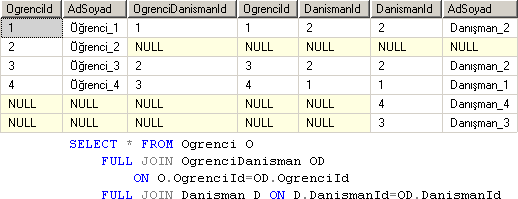 OgrenciId AdSoyad OgrenciDanismanId OgrenciId DanismanId DanismanId AdSoyad
1 Öğrenci_1 1 1 2 2 Danışman_2
2 Öğrenci_2 NULL NULL NULL NULL NULL
3 Öğrenci_3 2 3 2 2 Danışman_2
4 Öğrenci_4 3 4 1 1 Danışman_1
NULL NULL NULL NULL NULL 4 Danışman_4
NULL NULL NULL NULL NULL 3 Danışman_3
SELECT * FROM Ogrenci O
FULL JOIN OgrenciDanisman OD
ON O.OgrenciId=OD.OgrenciId
FULL JOIN Danisman D ON D.DanismanId=OD.DanismanId